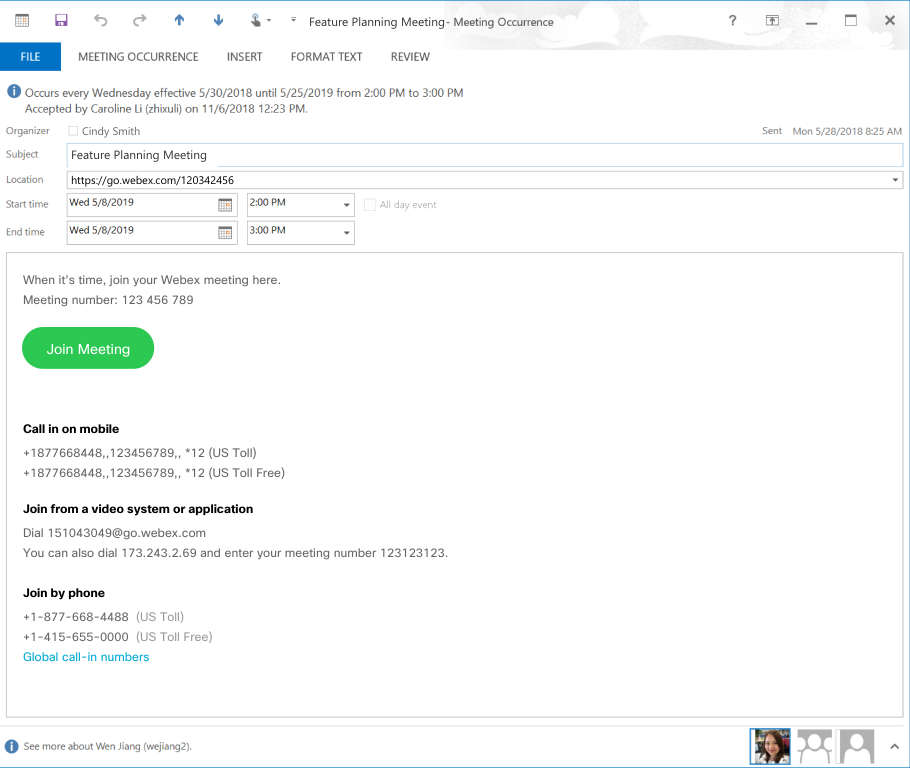 Feature Planning Meeting- Meeting Occurrence
?
FILE MEETING OCCURRENCE INSERT FORMAT TEXT REVIEW
Occurs every Wednesday effective 5/30/2018 until 5/25/2019 from 2:00 PM to 3:00 PM
Accepted by Caroline Li (zhixuli) on 11/6/2018 12:23 PM.
Organizer Cindy Smith Sent Mon 5/28/2018 8:25 AM
Subject Feature Planning Meeting
Location https://go.webex.com/120342456
Start time Wed 5/8/2019 2:00 PM All day event
End time Wed 5/8/2019 3:00 PM
When it's time, join your Webex meeting here.
Meeting number: 123 456 789
Join Meeting
Call in on mobile
+1877668448,,123456789,, *12 (US Toll)
+1877668448,,123456789,, *12 (US Toll Free)
Join from a video system or application
Dial 151043049@go.webex.com
You can also dial 173.243.2.69 and enter your meeting number 123123123.
Join by phone
+1-877-668-4488 (US Toll)
+1-415-655-0000 (US Toll Free)
Global call-in numbers
See more about Wen Jiang (wejiang2).